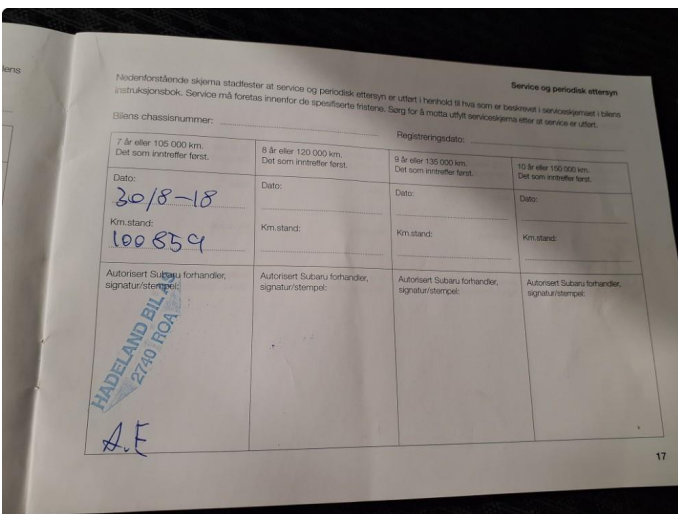 lens
Service og periodisk ettersyn
Nedenforstående skjema stadfester at service og periodisk ettersyn er utført i henhold til hva som er beskrevet i serviceskjemaet i bilens
instruksjonsbok. Service må foretas innenfor de spesifiserte fristene. Sørg for å motta utfylt serviceskjema etter at service er utført.
Bilens chassisnummer:
Registreringsdato:
7 år eller 105 000 km.
Det som inntreffer først.
Dato:
30/8-18
Km.stand:
100859
Autorisert Subaru forhandler,
signatur/stempel:
HADELAND BIL AS
2740 ROA
A.E
8 år eller 120 000 km.
Det som inntreffer først.
Dato:
Km.stand:
Autorisert Subaru forhandler,
signatur/stempel:
9 år eller 135 000 km.
Det som inntreffer først.
Dato:
Km.stand:
Autorisert Subaru forhandler,
signatur/stempel:
10 år eller 150 000 km.
Det som inntreffer først.
Dato:
Km.stand:
Autorisert Subaru forhandler,
signatur/stempel:
17